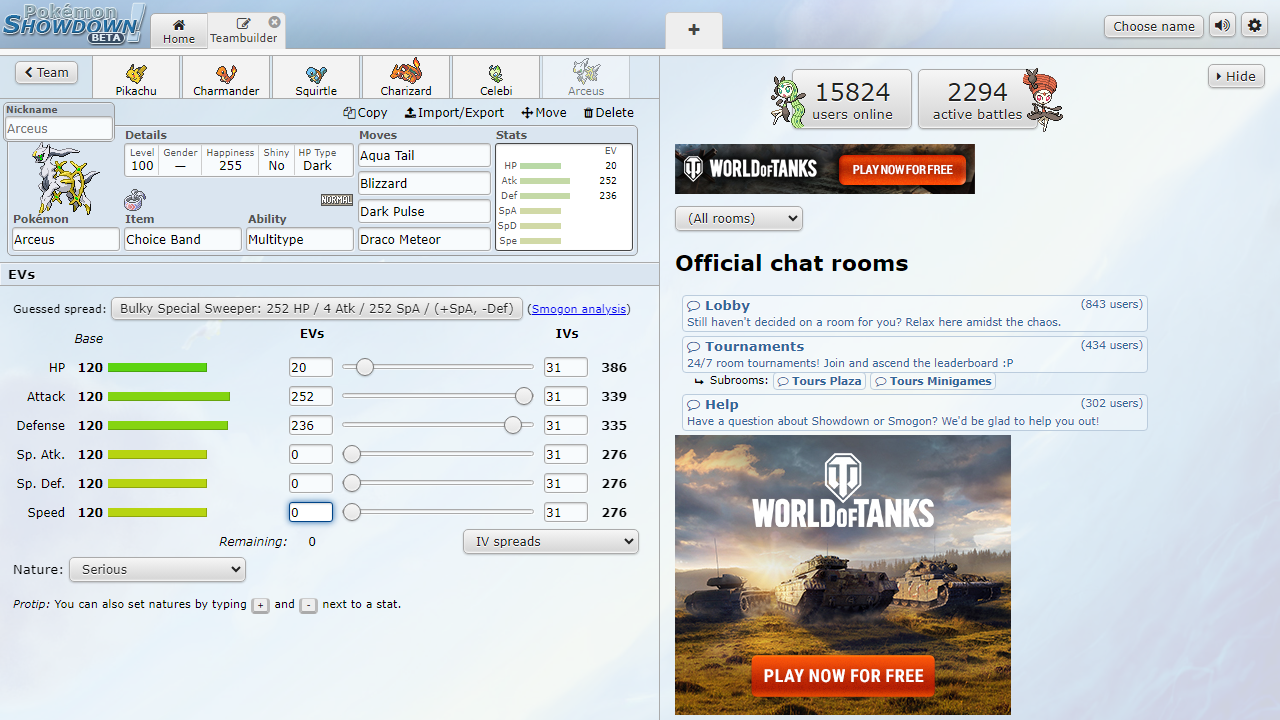 Pokémon
SHOWDOWN!
BETA
Home
Teambuilder
+
Choose name
Team
Pikachu
Charmander
Squirtle
Charizard
Celebi
Arceus
Hide
Nickname
Arceus
Copy
Import/Export
Move
Delete
15824
users online
2294
active battles
Details
Level Gender Happiness Shiny HP Type
100 — 255 No Dark
Moves
Aqua Tail
Blizzard
Dark Pulse
Draco Meteor
Stats
EV
HP 20
Atk 252
Def 236
SpA
SpD
Spe
NORMAL
Pokémon
Arceus
Item
Choice Band
Ability
Multitype
WORLD OF TANKS
PLAY NOW FOR FREE
(All rooms)
EVs
Guessed spread: Bulky Special Sweeper: 252 HP / 4 Atk / 252 SpA / (+SpA, -Def) (Smogon analysis)
Base EVs IVs
HP 120 20 31 386
Attack 120 252 31 339
Defense 120 236 31 335
Sp. Atk. 120 0 31 276
Sp. Def. 120 0 31 276
Speed 120 0 31 276
Remaining: 0
IV spreads
Nature: Serious
Protip: You can also set natures by typing + and - next to a stat.
Official chat rooms
Lobby (843 users)
Still haven't decided on a room for you? Relax here amidst the chaos.
Tournaments (434 users)
24/7 room tournaments! Join and ascend the leaderboard :P
Subrooms: Tours Plaza Tours Minigames
Help (302 users)
Have a question about Showdown or Smogon? We'd be glad to help you out!
WORLD OF TANKS
PLAY NOW FOR FREE